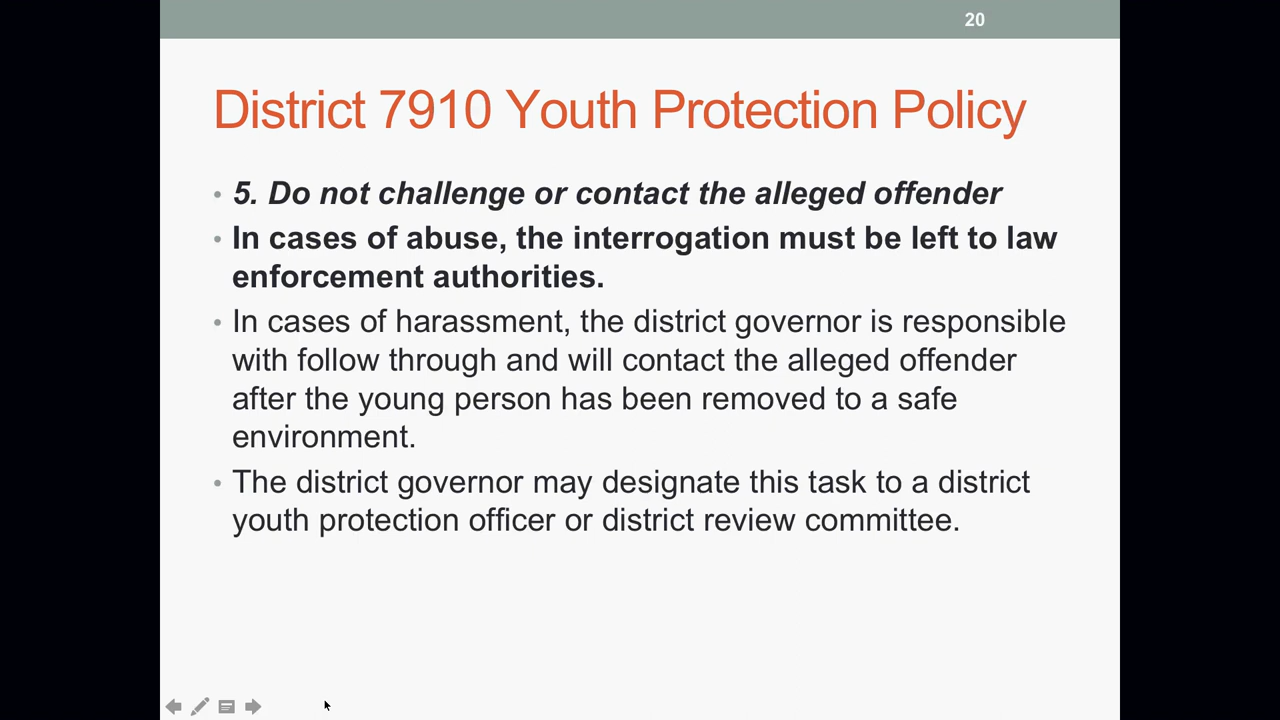 20
District 7910 Youth Protection Policy
• 5. Do not challenge or contact the alleged offender
• In cases of abuse, the interrogation must be left to law
enforcement authorities.
• In cases of harassment, the district governor is responsible
with follow through and will contact the alleged offender
after the young person has been removed to a safe
environment.
• The district governor may designate this task to a district
youth protection officer or district review committee.